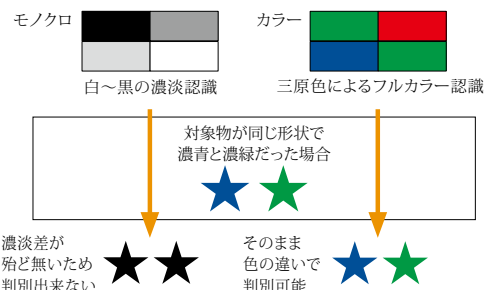 モノクロ
カラー
白～黒の濃淡認識
三原色によるフルカラー認識
対象物が同じ形状で
濃青と濃緑だった場合
濃淡差が
殆ど無いため
判別出来ない
そのまま
色の違いで
判別可能